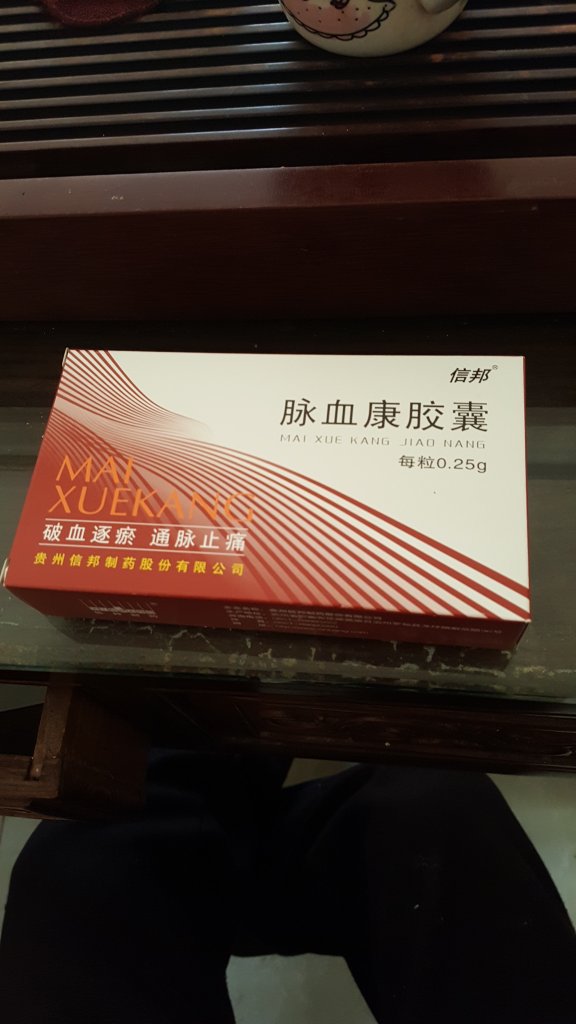 信邦®
脉血康胶囊
MAI XUE KANG JIAO NANG
每粒0.25g
MAI
XUEKANG
破血逐瘀 通脉止痛
贵州信邦制药股份有限公司